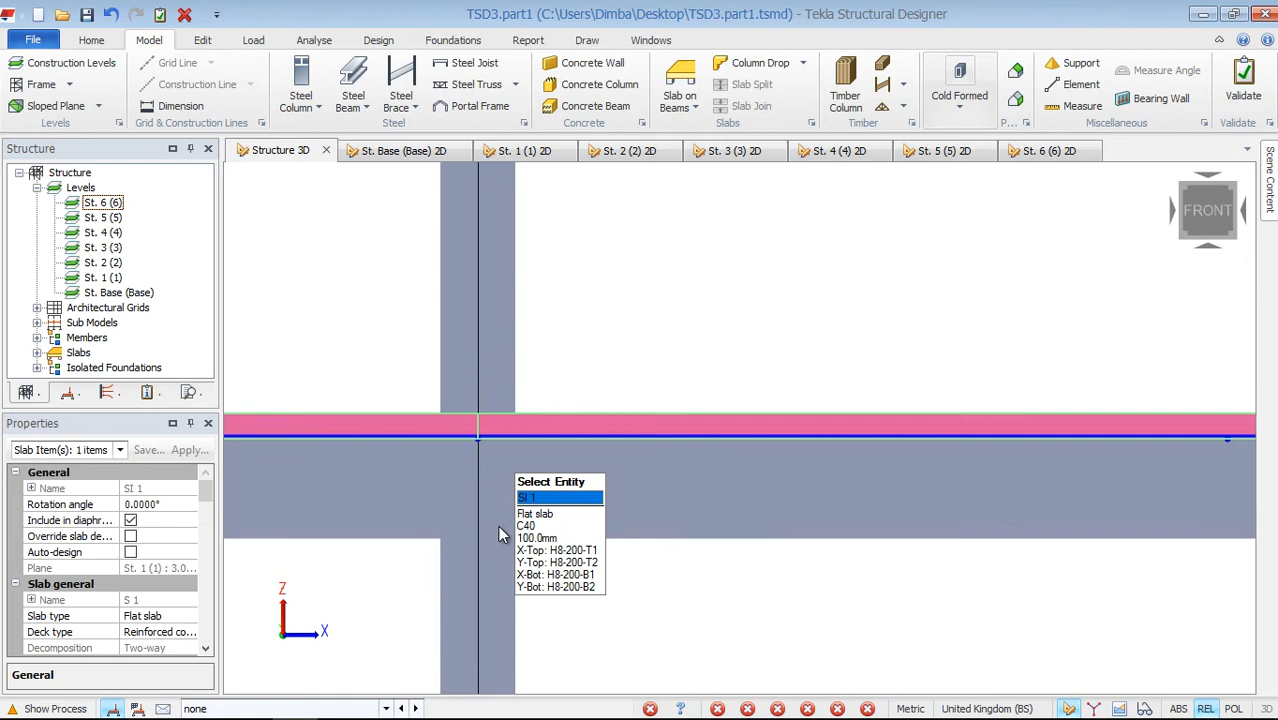 TSD3.part1 (C:\Users\Dimba\Desktop\TSD3.part1.tsmd) - Tekla Structural Designer
File Home Model Edit Load Analyse Design Foundations Report Draw Windows
Construction Levels
Frame
Sloped Plane
Levels
Grid Line
Construction Line
Dimension
Grid & Construction Lines
Steel Column
Steel Beam
Steel Brace
Steel Joist
Steel Truss
Portal Frame
Steel
Concrete Wall
Concrete Column
Concrete Beam
Concrete
Slab on Beams
Column Drop
Slab Split
Slab Join
Slabs
Timber Column
Timber
Cold Formed
P...
Support
Element
Measure
Measure Angle
Bearing Wall
Miscellaneous
Validate
Validate
Structure
Structure 3D St. Base (Base) 2D St. 1 (1) 2D St. 2 (2) 2D St. 3 (3) 2D St. 4 (4) 2D St. 5 (5) 2D St. 6 (6) 2D
Scene Content
Structure
Levels
St. 6 (6)
St. 5 (5)
St. 4 (4)
St. 3 (3)
St. 2 (2)
St. 1 (1)
St. Base (Base)
Architectural Grids
Sub Models
Members
Slabs
Isolated Foundations
FRONT
Properties
Slab Item(s): 1 items Save... Apply...
General
Name SI 1
Rotation angle 0.0000°
Include in diaphr...
Override slab de...
Auto-design
Plane St. 1 (1) : 3.0...
Slab general
Name S 1
Slab type Flat slab
Deck type Reinforced co...
Decomposition Two-way
General
Select Entity
SI 1
Flat slab
C40
100.0mm
X-Top: H8-200-T1
Y-Top: H8-200-T2
X-Bot: H8-200-B1
Y-Bot: H8-200-B2
Z
X
Show Process none Metric United Kingdom (BS) ABS REL POL 3D